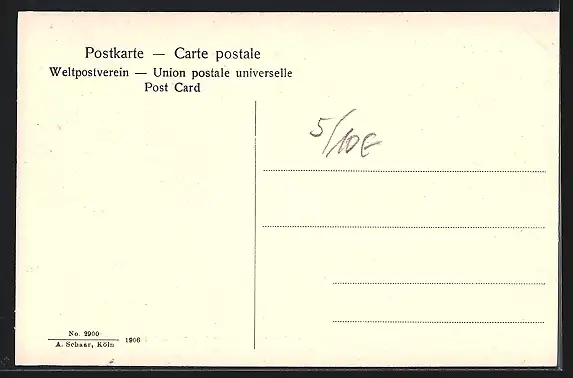 Postkarte — Carte postale
Weltpostverein — Union postale universelle
Post Card
5/10€
No. 2900
A. Schaar, Köln 1906